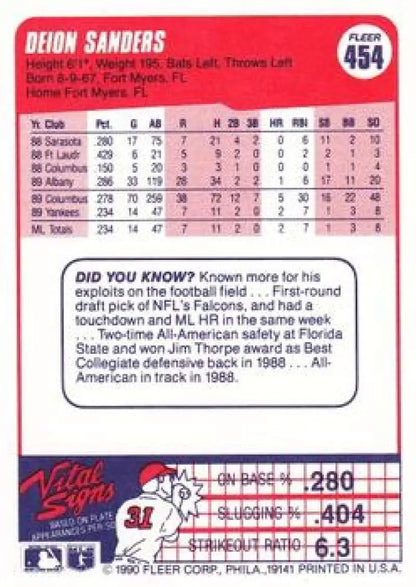 DEION SANDERS
FLEER
454
Height 6'1", Weight 195, Bats Left, Throws Left
Born 8-9-67, Fort Myers, FL
Home Fort Myers, FL
Yr. Club Pct. G AB R H 2B 3B HR RBI SB BB SO
88 Sarasota .280 17 75 7 21 4 2 0 6 11 2 10
88 Ft Laudr .429 6 21 5 9 2 0 0 2 2 1 3
88 Columbus .150 5 20 3 3 1 0 0 0 1 1 4
89 Albany .286 33 119 28 34 2 2 1 6 17 11 20
89 Columbus .278 70 259 38 72 12 7 5 30 16 22 48
89 Yankees .234 14 47 7 11 2 0 2 7 1 3 8
ML Totals .234 14 47 7 11 2 0 2 7 1 3 8
DID YOU KNOW? Known more for his
exploits on the football field . . . First-round
draft pick of NFL's Falcons, and had a
touchdown and ML HR in the same week
. . . Two-time All-American safety at Florida
State and won Jim Thorpe award as Best
Collegiate defensive back in 1988 . . . All-
American in track in 1988.
Vital
Signs
BASED ON PLATE
APPEARANCES PER SO
31
ON BASE % .280
SLUGGING % .404
STRIKEOUT RATIO 6.3
© 1990 FLEER CORP., PHILA., 19141 PRINTED IN U.S.A.